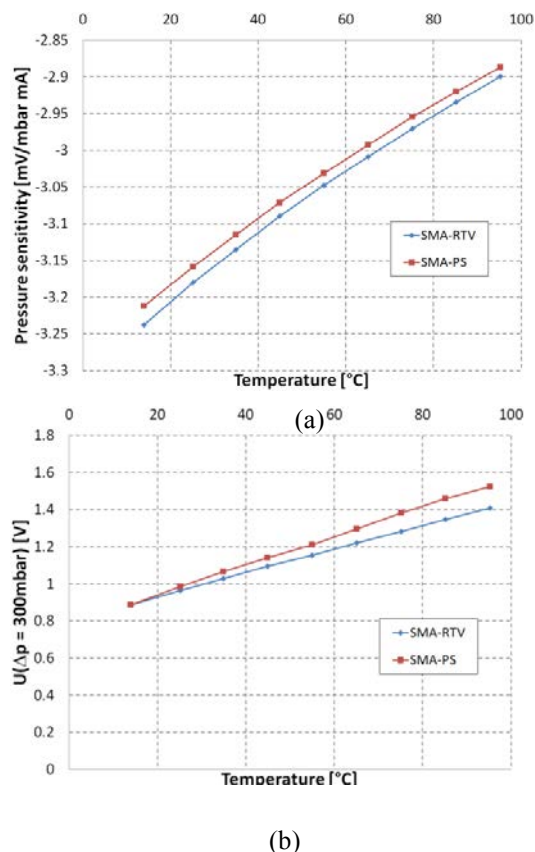 0 20 40 60 80 100
-2.85
-2.9
-2.95
-3
-3.05
-3.1
-3.15
-3.2
-3.25
-3.3
Pressure sensitivity [mV/mbar mA]
SMA-RTV
SMA-PS
Temperature [°C]
(a)
0 20 40 60 80 100
1.8
1.6
1.4
1.2
1
0.8
0.6
0.4
0.2
0
U(Δp = 300mbar) [V]
SMA-RTV
SMA-PS
Temperature [°C]
(b)